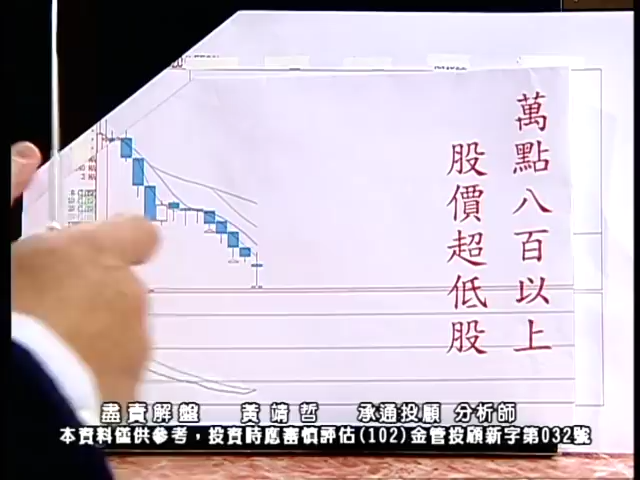 萬點八百以上
股價超低股
盡責解盤 黃靖哲 承通投顧 分析師
本資料僅供參考，投資時應審慎評估(102)金管投顧新字第032號